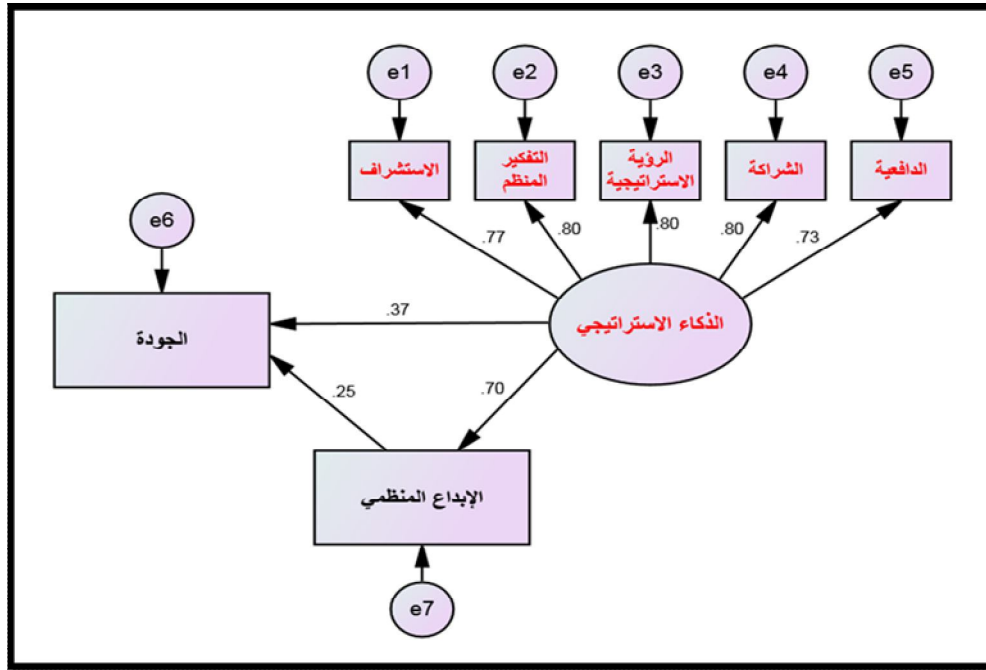 e1
e2
e3
e4
e5
الاستشراف
التفكير
المنظم
الرؤية
الاستراتيجية
الشراكة
الدافعية
.77
.80
.80
.80
.73
e6
الجودة
.37
الذكاء الاستراتيجي
.25
.70
الإبداع المنظمي
e7